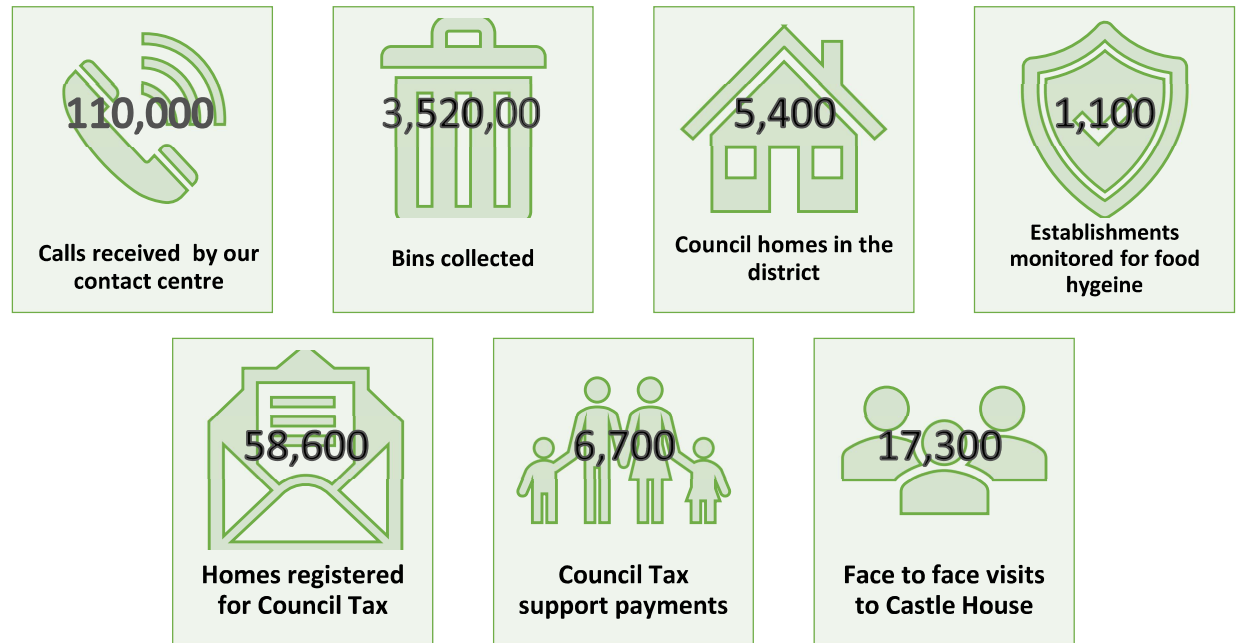 110,000
Calls received  by our
contact centre
3,520,00
Bins collected
5,400
Council homes in the
district
1,100
Establishments
monitored for food
hygeine
58,600
Homes registered
for Council Tax
6,700
Council Tax
support payments
17,300
Face to face visits
to Castle House